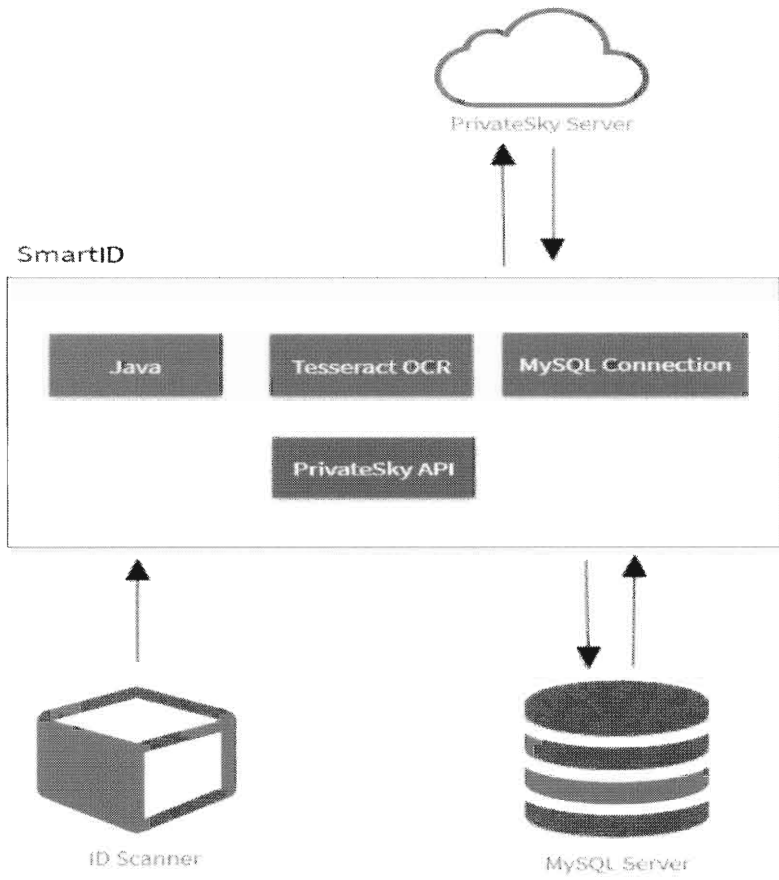 PrivateSky Server
SmartID
Java
Tesseract OCR
MySQL Connection
PrivateSky API
ID Scanner
MySQL Server